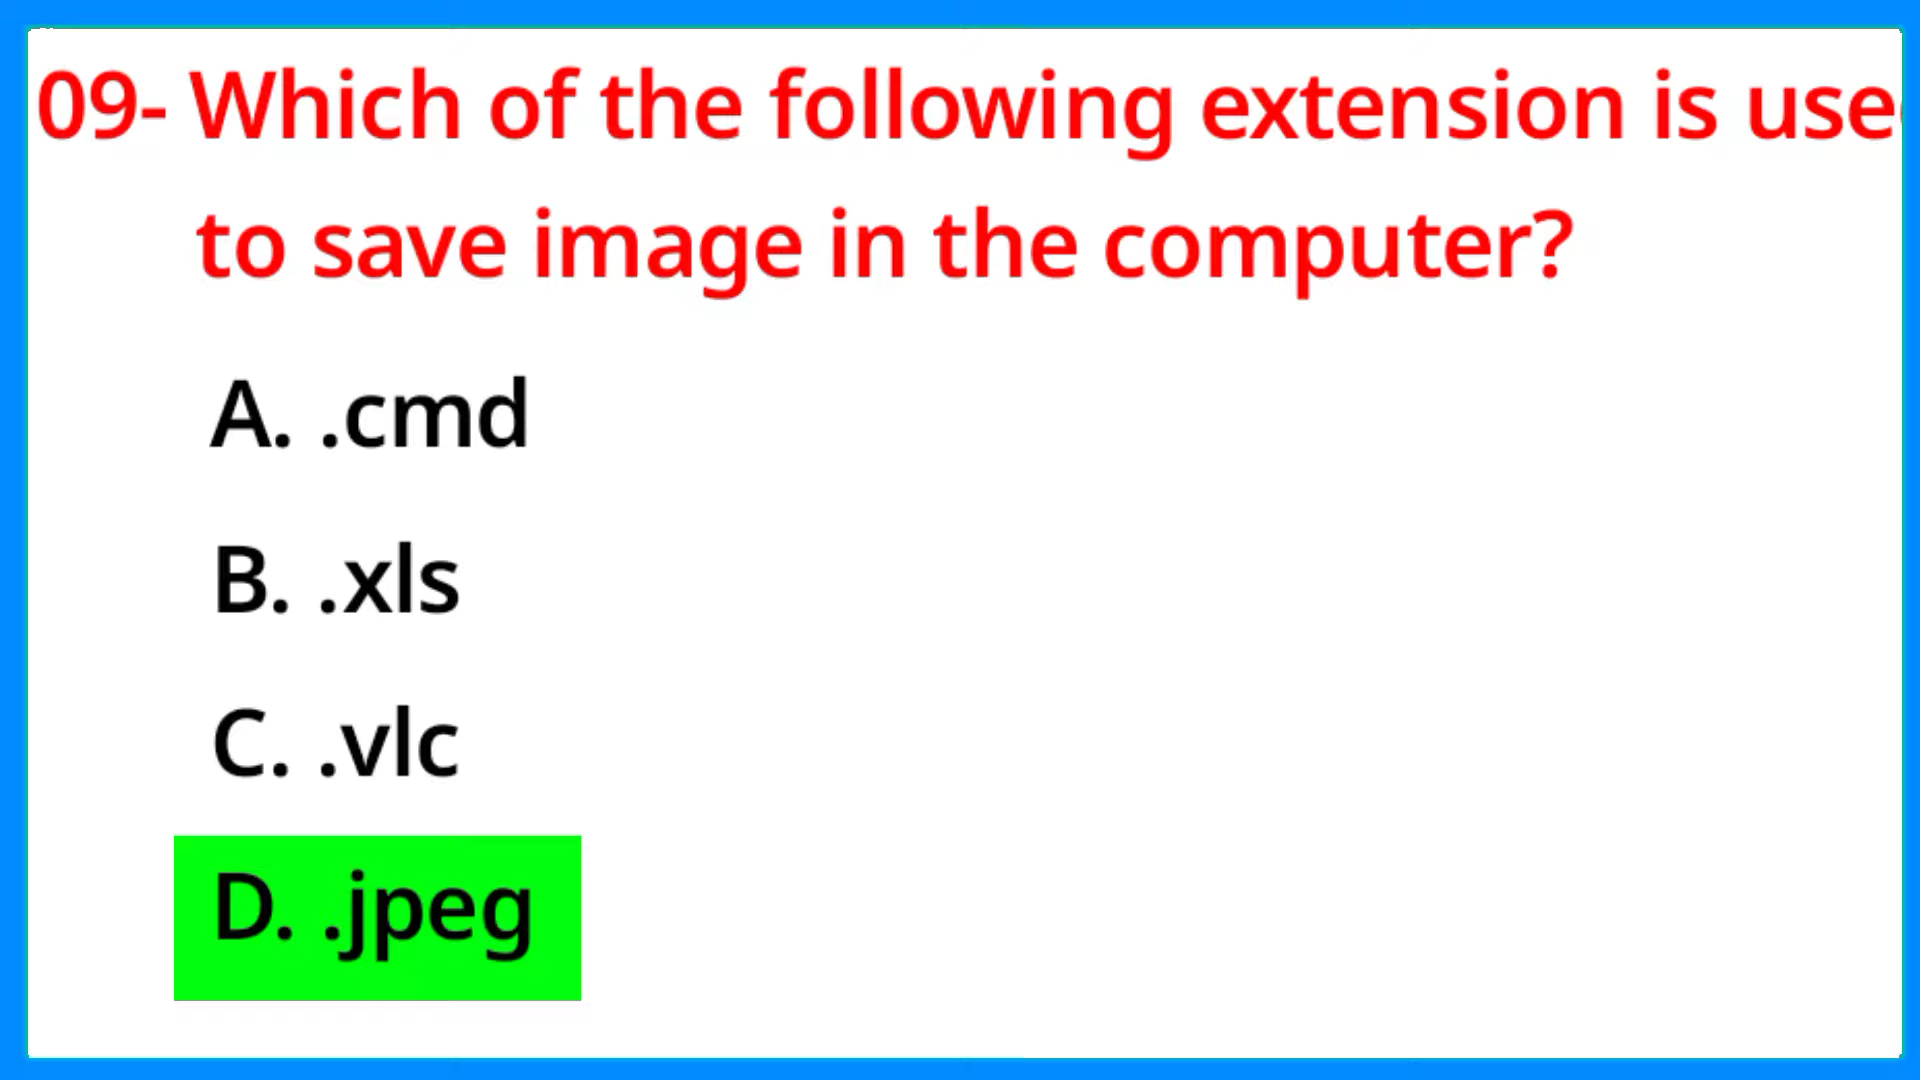 09- Which of the following extension is use
to save image in the computer?
A. .cmd
B. .xls
C. .vlc
D. .jpeg